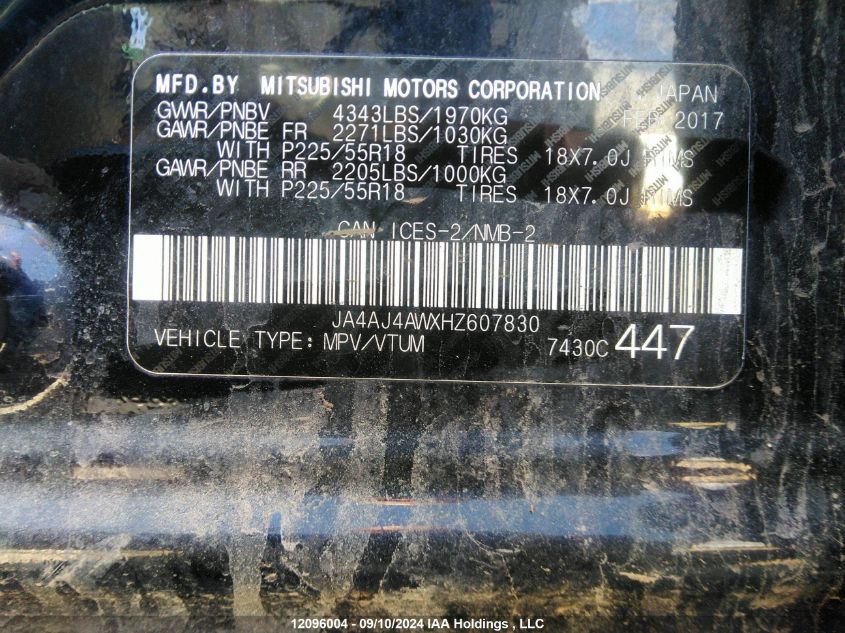 MFD.BY MITSUBISHI MOTORS CORPORATION JAPAN
GVWR/PNBV 4343LBS/1970KG FEB 2017
GAWR/PNBE FR 2271LBS/1030KG
WITH P225/55R18 TIRES 18X7.0J RIMS
GAWR/PNBE RR 2205LBS/1000KG
WITH P225/55R18 TIRES 18X7.0J RIMS
CAN ICES-2/NMB-2
JA4AJ4AWXHZ607830
VEHICLE TYPE: MPV/VTUM 7430C 447
12096004 - 09/10/2024 IAA Holdings , LLC